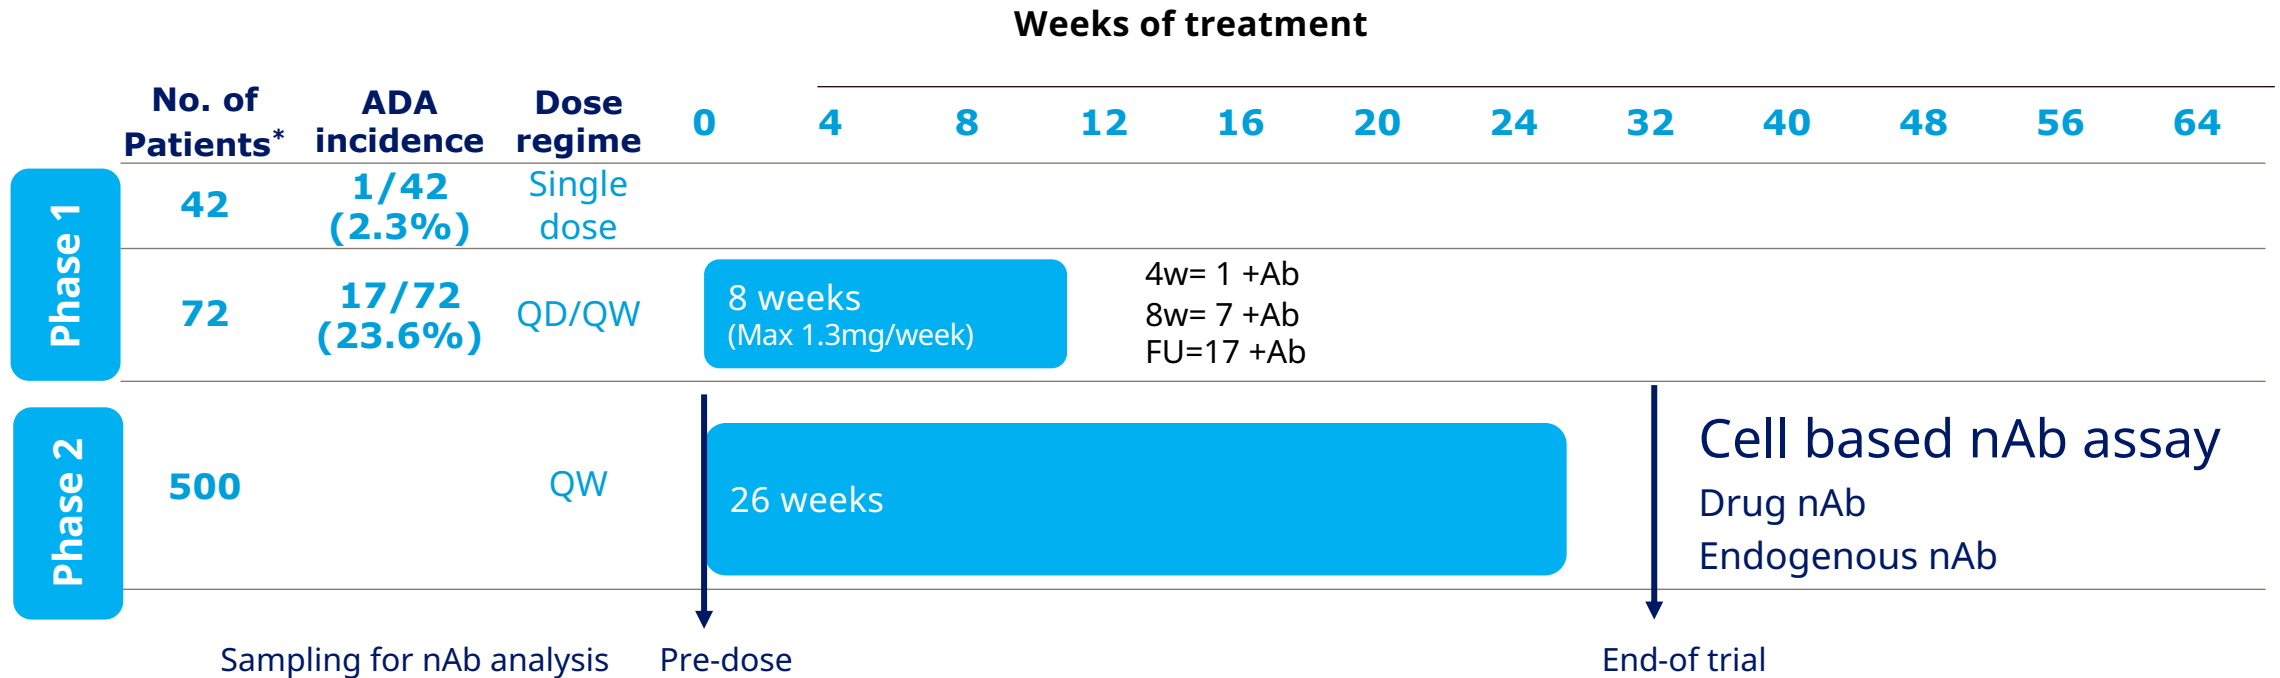 Weeks of treatment
No. of
Patients*
ADA
incidence
Dose
regime
0 4 8 12 16 20 24 32 40 48 56 64
Phase 1
42
1/42
(2.3%)
Single
dose
72
17/72
(23.6%)
QD/QW
8 weeks
(Max 1.3mg/week)
4w= 1 +Ab
8w= 7 +Ab
FU=17 +Ab
Phase 2
500
QW
26 weeks
Cell based nAb assay
Drug nAb
Endogenous nAb
Sampling for nAb analysis
Pre-dose
End-of trial